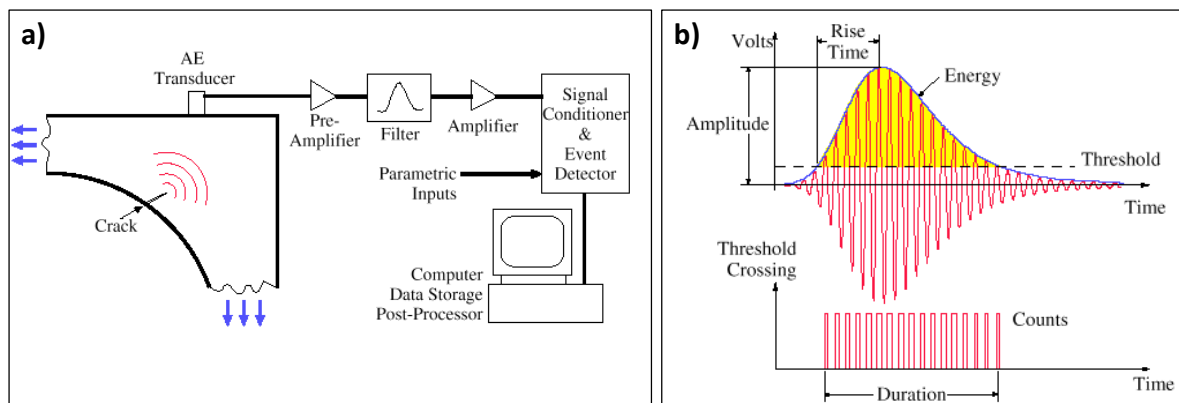 a)
AE
Transducer
Pre-
Amplifier
Filter
Amplifier
Signal
Conditioner
&
Event
Detector
Parametric
Inputs
Crack
Computer
Data Storage
Post-Processor
b)
Volts
Rise
Time
Energy
Amplitude
Threshold
Time
Threshold
Crossing
Counts
Time
Duration